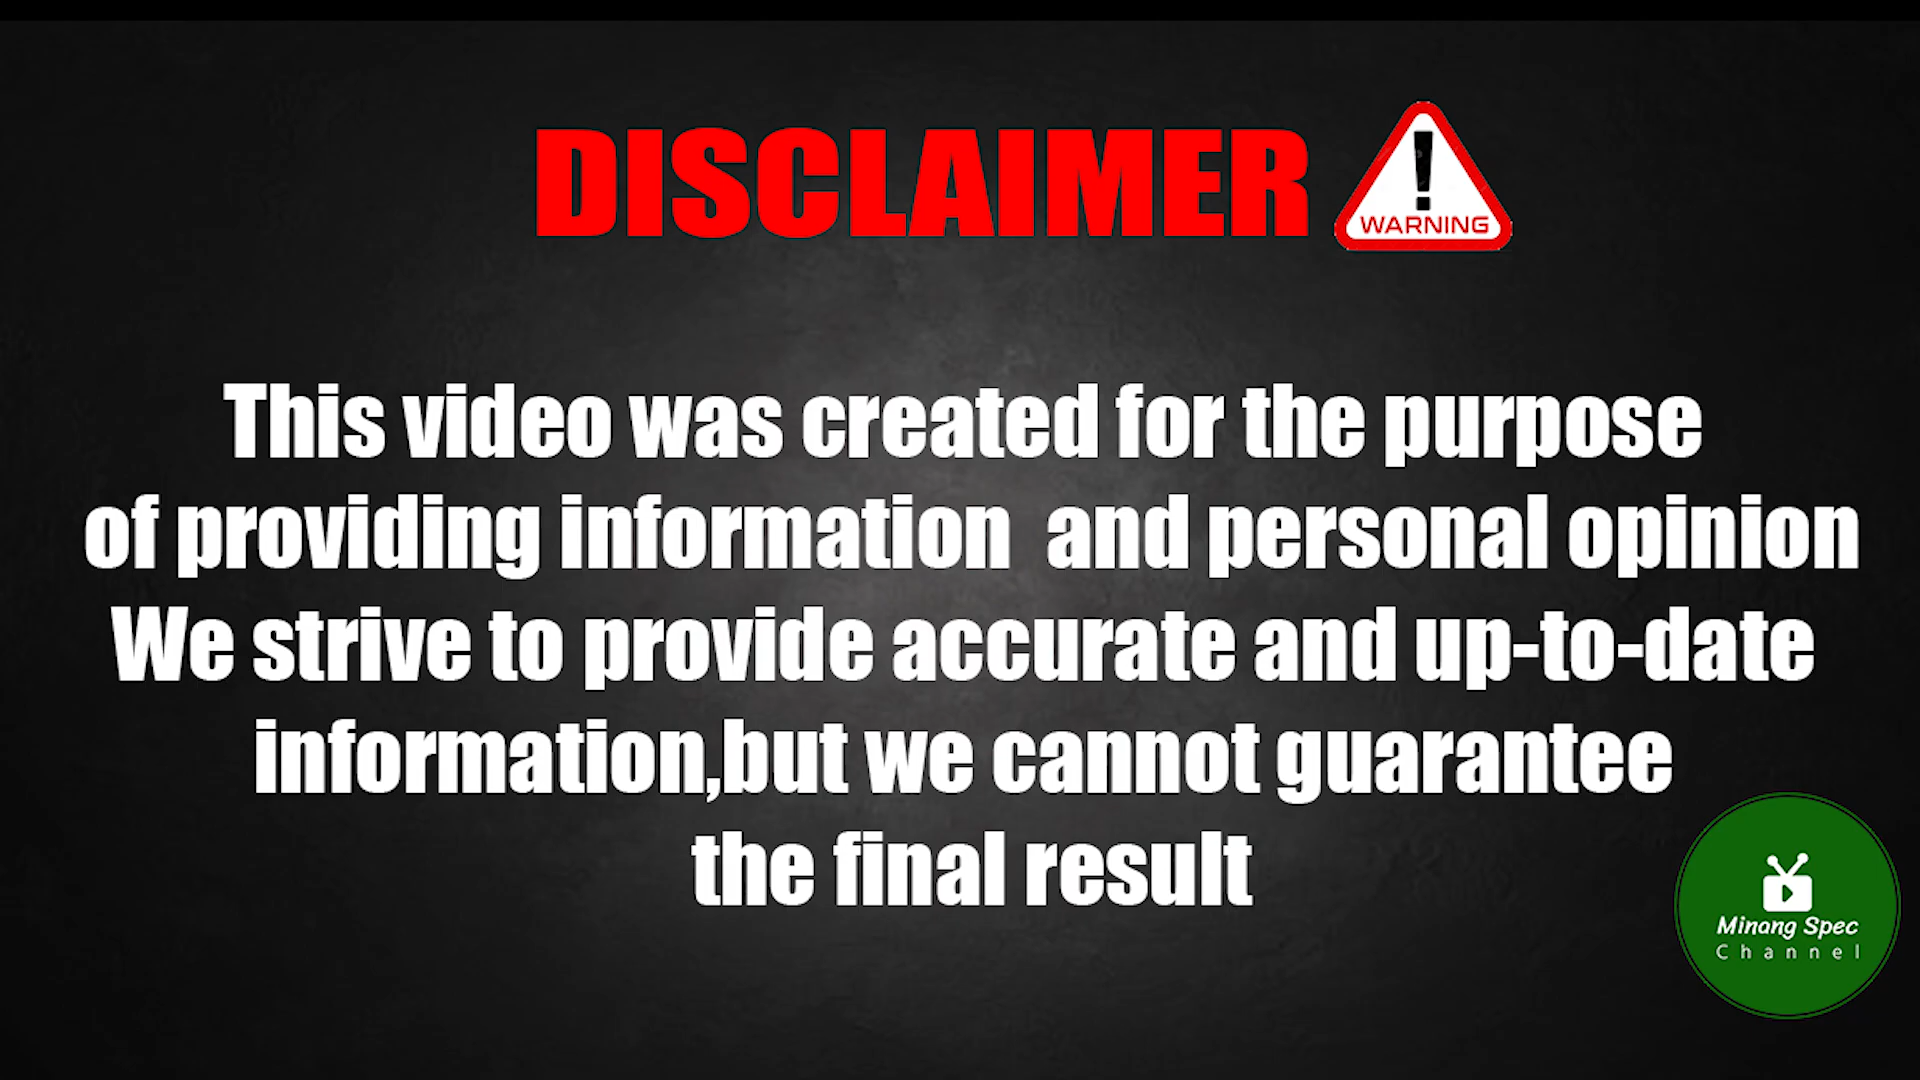 DISCLAIMER
WARNING
This video was created for the purpose
of providing information and personal opinion
We strive to provide accurate and up-to-date
information,but we cannot guarantee
the final result
Minang Spec
Channel